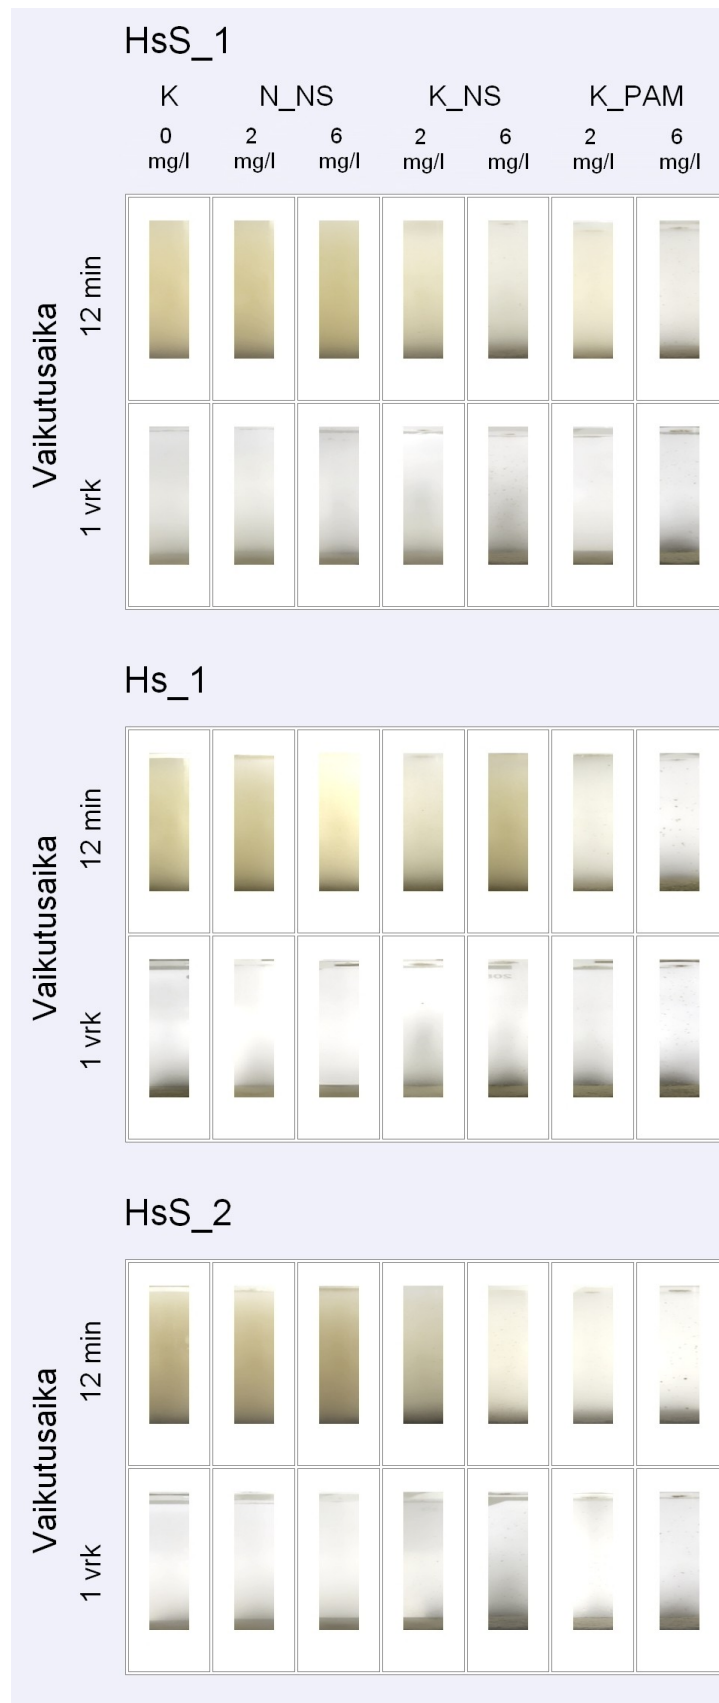 HsS_1
K N_NS K_NS K_PAM
0 2 6 2 6 2 6
mg/l mg/l mg/l mg/l mg/l mg/l mg/l
Vaikutusaika
12 min
1 vrk
Hs_1
Vaikutusaika
12 min
1 vrk
HsS_2
Vaikutusaika
12 min
1 vrk